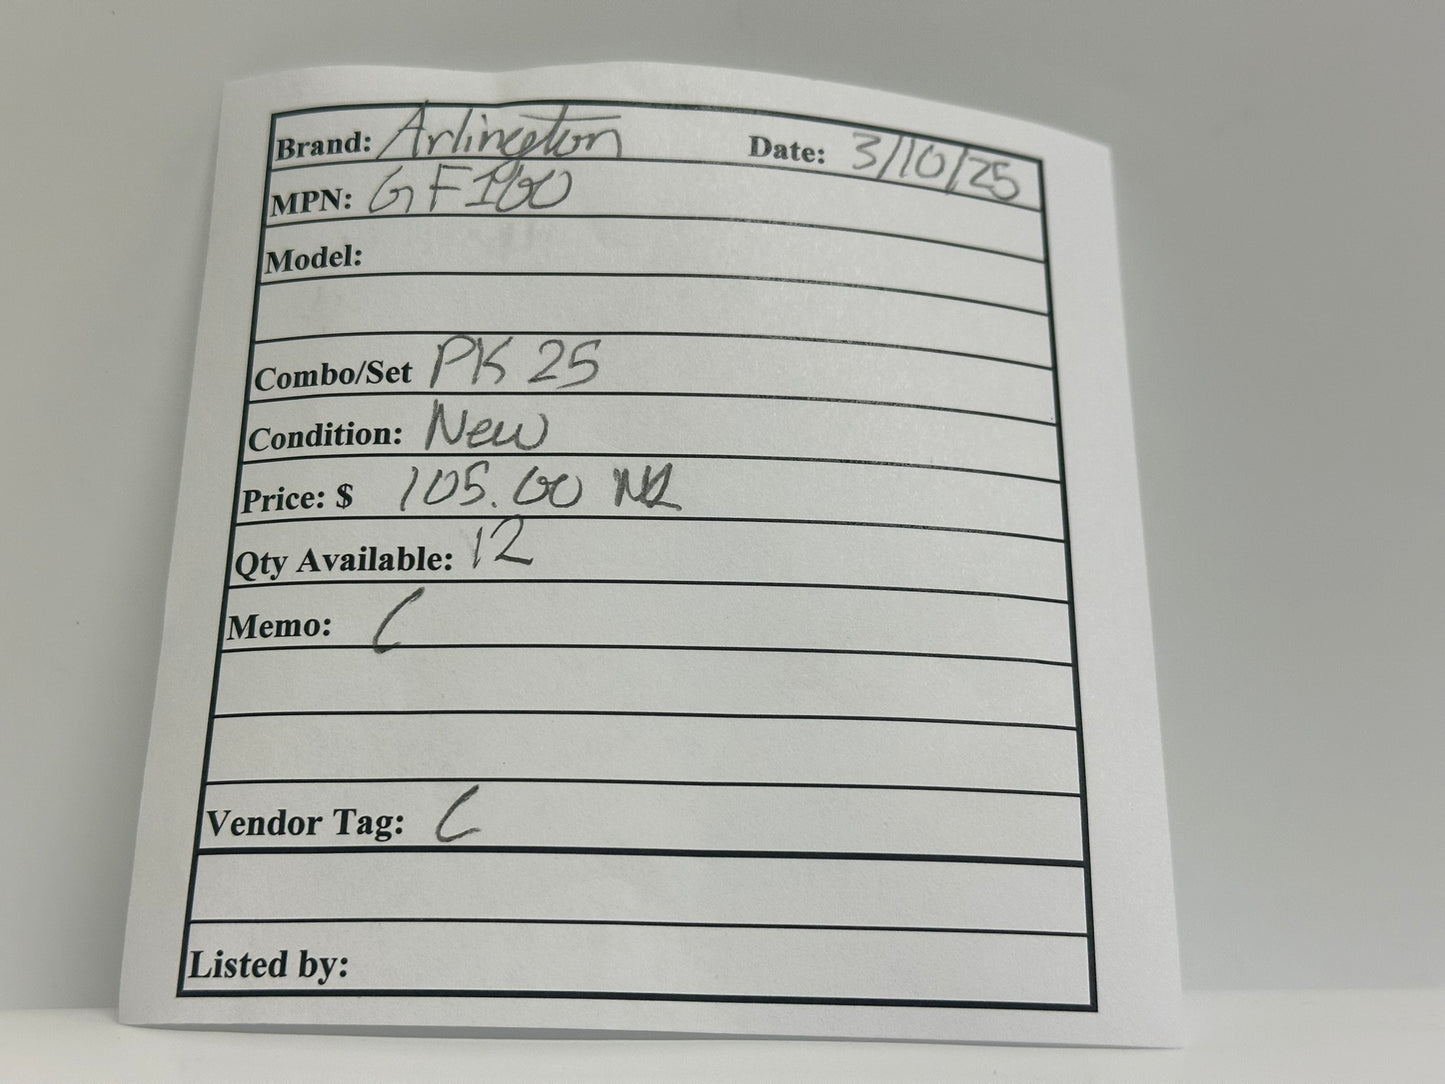 Brand: Arlington Date: 3/10/25
MPN: GF100
Model:
Combo/Set PK 25
Condition: New
Price: $ 105.00
Qty Available: 12
Memo: C
Vendor Tag: C
Listed by: